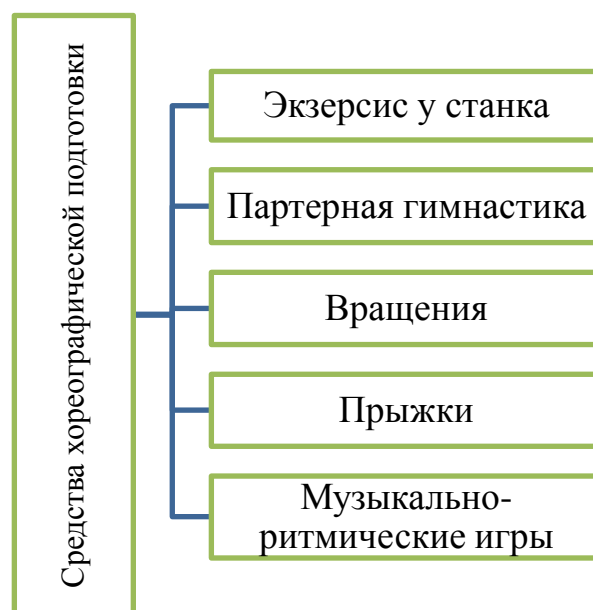 Средства хореографической подготовки
Экзерсис у станка
Партерная гимнастика
Вращения
Прыжки
Музыкально-
ритмические игры